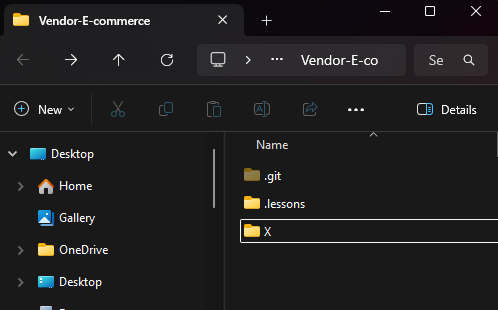 Vendor-E-commerce
Vendor-E-co
Se
New
Details
Name
Desktop
Home
Gallery
OneDrive
Desktop
.git
.lessons
X